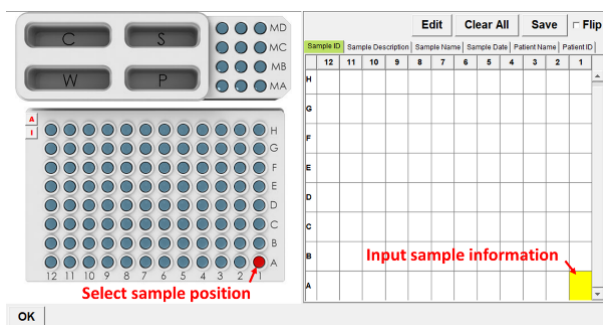 C S
W P
MD
MC
MB
MA
A
I
H
G
F
E
D
C
B
A
12 11 10 9 8 7 6 5 4 3 2 1
Select sample position
OK
Edit Clear All Save Flip
Sample ID Sample Description Sample Name Sample Date Patient Name Patient ID
12 11 10 9 8 7 6 5 4 3 2 1
H
G
F
E
D
C
B
Input sample information
A